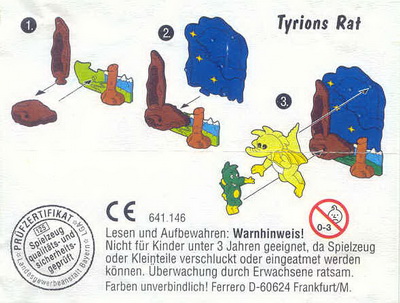 Tyrions Rat
1.
2.
3.
PRÜFZERTIFIKAT
Spielzeug
qualitäts- und
sicherheits-
geprüft
Landesgewerbeanstalt Bayern
CE 641.146
0-3
Lesen und Aufbewahren: Warnhinweis!
Nicht für Kinder unter 3 Jahren geeignet, da Spielzeug
oder Kleinteile verschluckt oder eingeatmet werden
können. Überwachung durch Erwachsene ratsam.
Farben unverbindlich! Ferrero D-60624 Frankfurt/M.